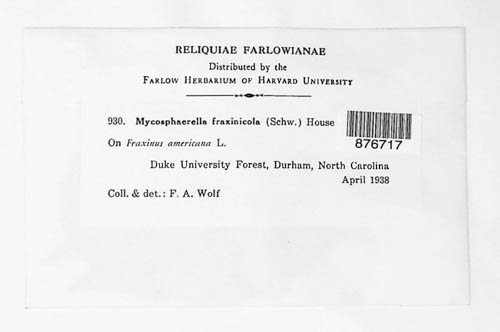 RELIQUIAE FARLOWIANAE
Distributed by the
FARLOW HERBARIUM OF HARVARD UNIVERSITY
930. Mycosphaerella fraxinicola (Schw.) House
876717
On Fraxinus americana L.
Duke University Forest, Durham, North Carolina
April 1938
Coll. & det.: F. A. Wolf